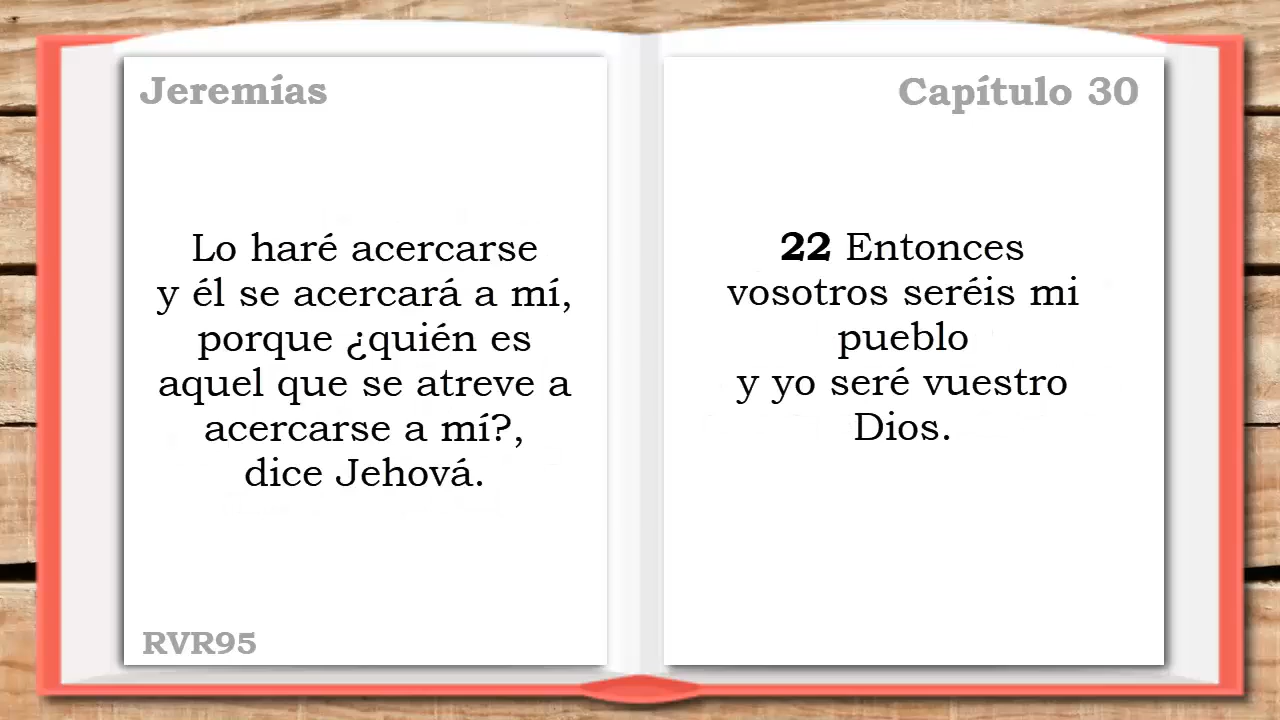 Jeremías
Lo haré acercarse
y él se acercará a mí,
porque ¿quién es
aquel que se atreve a
acercarse a mí?,
dice Jehová.
RVR95
Capítulo 30
22 Entonces
vosotros seréis mi
pueblo
y yo seré vuestro
Dios.